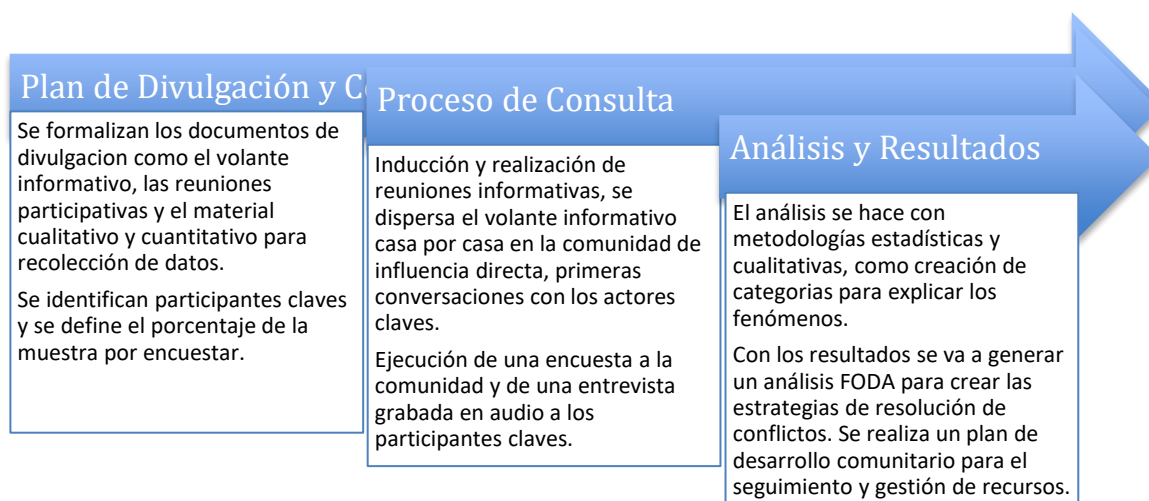 Plan de Divulgación y C
Se formalizan los documentos de
divulgacion como el volante
informativo, las reuniones
participativas y el material
cualitativo y cuantitativo para
recolección de datos.
Se identifican participantes claves
y se define el porcentaje de la
muestra por encuestar.
Proceso de Consulta
Inducción y realización de
reuniones informativas, se
dispersa el volante informativo
casa por casa en la comunidad de
influencia directa, primeras
conversaciones con los actores
claves.
Ejecución de una encuesta a la
comunidad y de una entrevista
grabada en audio a los
participantes claves.
Análisis y Resultados
El análisis se hace con
metodologías estadísticas y
cualitativas, como creación de
categorias para explicar los
fenómenos.
Con los resultados se va a generar
un análisis FODA para crear las
estrategias de resolución de
conflictos. Se realiza un plan de
desarrollo comunitario para el
seguimiento y gestión de recursos.